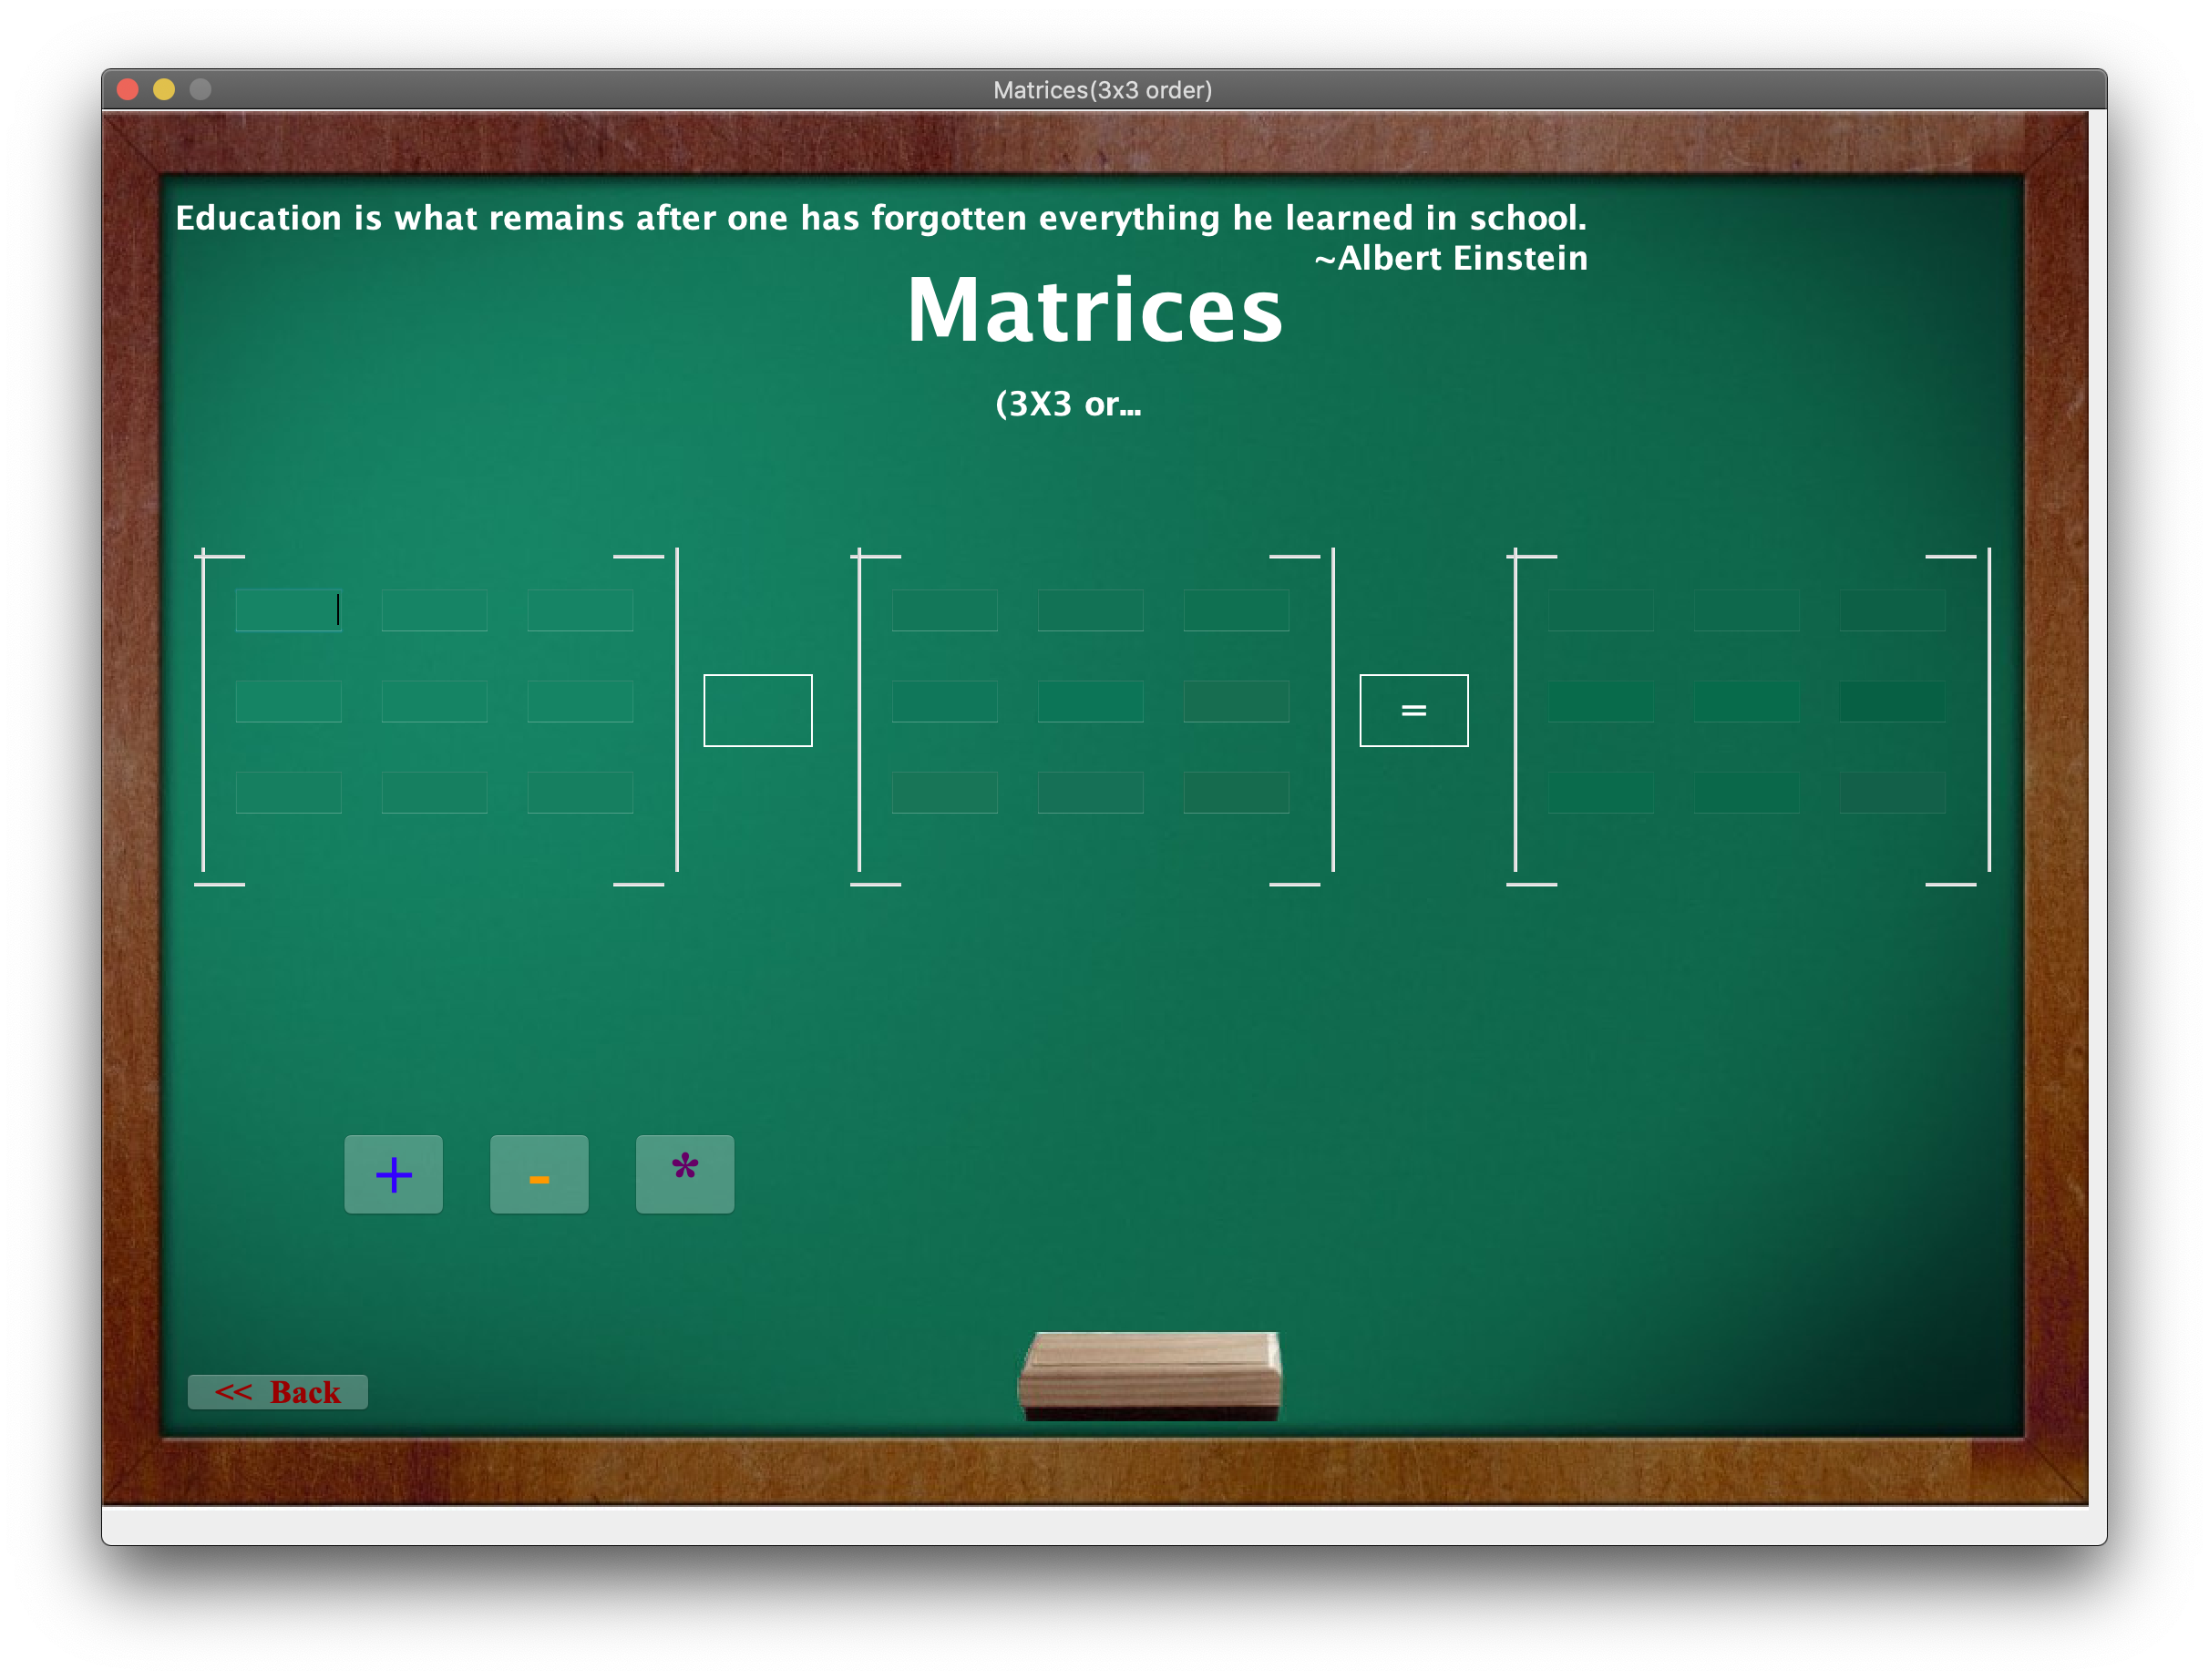 Matrices(3x3 order)
Education is what remains after one has forgotten everything he learned in school.
~Albert Einstein
Matrices
(3X3 or...
=
+ - *
<< Back